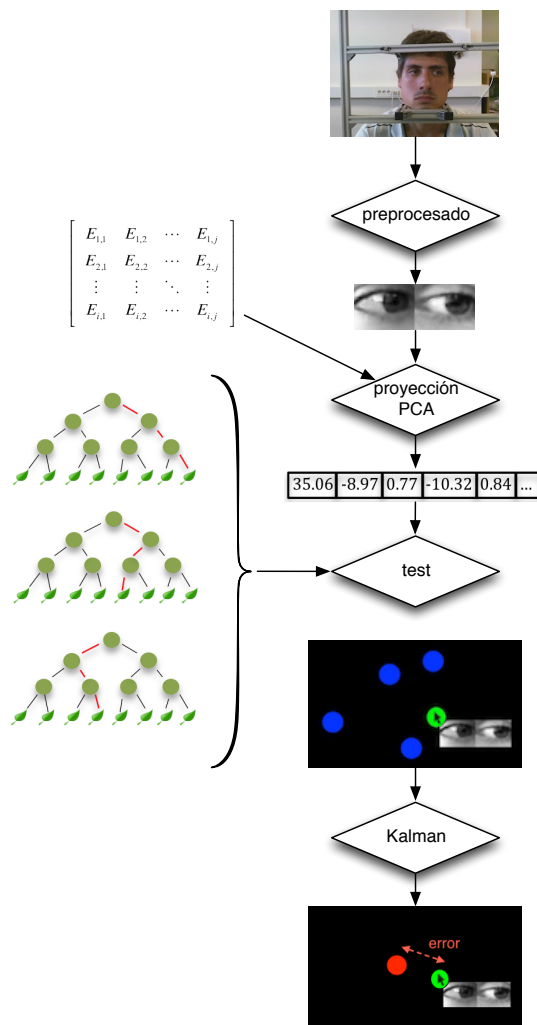 preprocesado
E1,1 E1,2 ⋯ E1,j
E2,1 E2,2 ⋯ E2,j
⋮ ⋮ ⋱ ⋮
Ei,1 Ei,2 ⋯ Ei,j
proyección
PCA
35.06 -8.97 0.77 -10.32 0.84 ...
test
Kalman
error